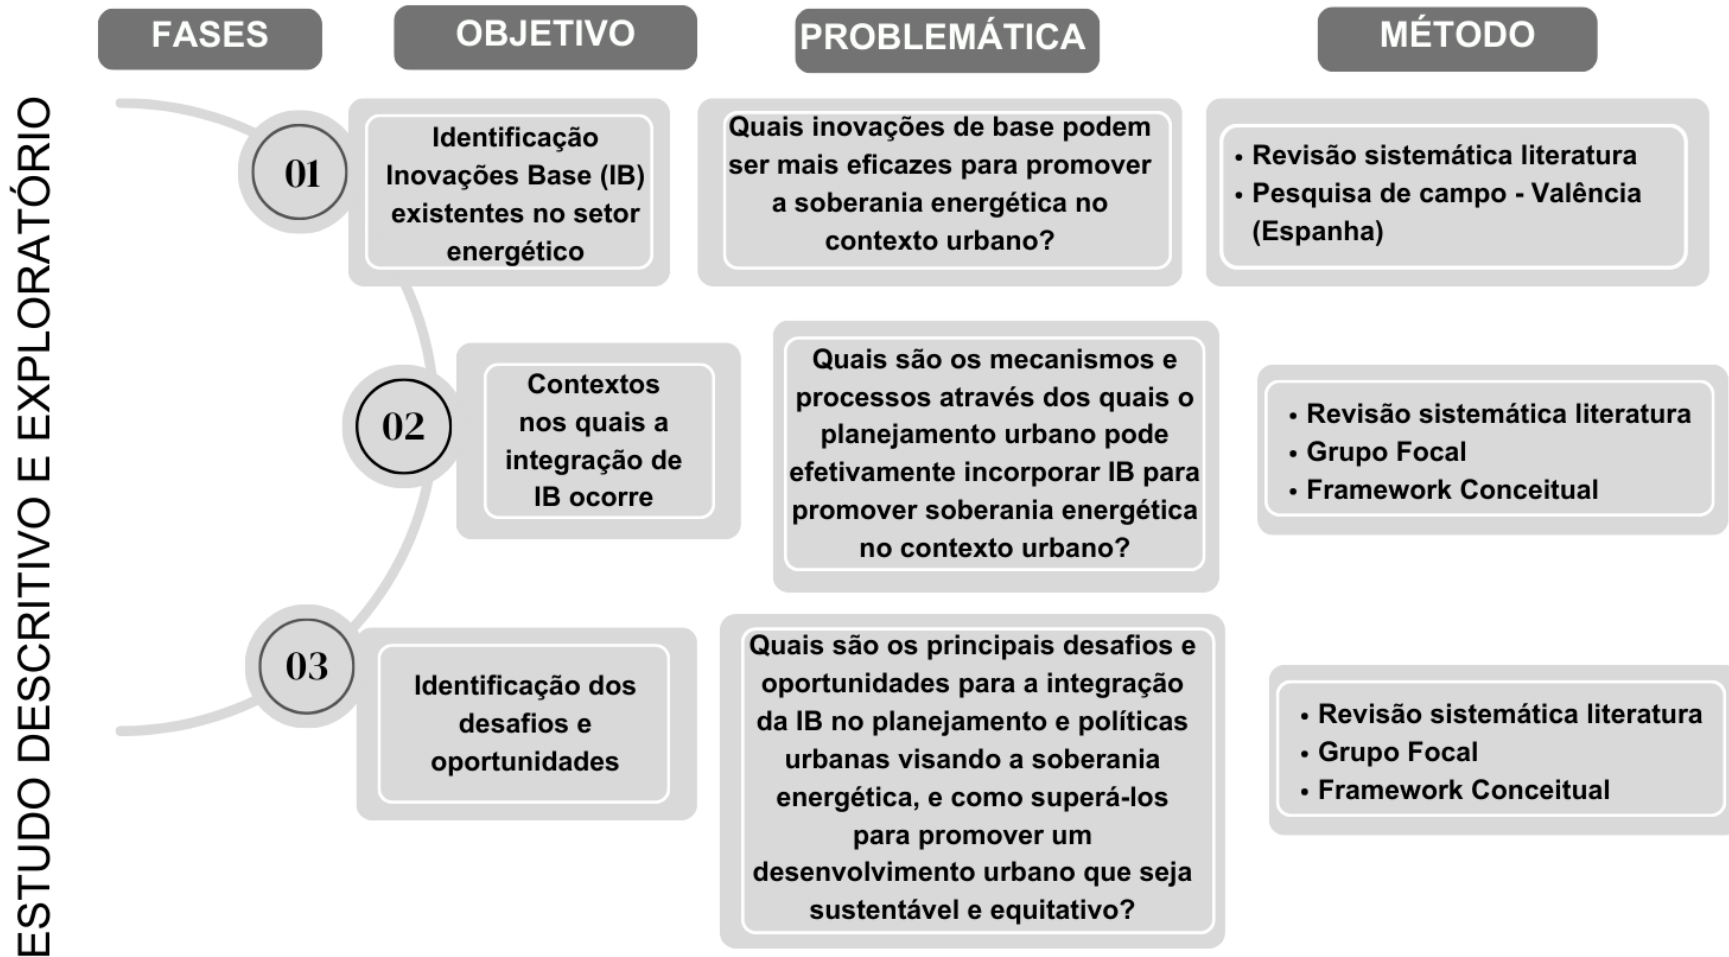 ESTUDO DESCRITIVO E EXPLORATÓRIO
FASES
OBJETIVO
PROBLEMÁTICA
MÉTODO
01
Identificação
Inovações Base (IB)
existentes no setor
energético
Quais inovações de base podem
ser mais eficazes para promover
a soberania energética no
contexto urbano?
• Revisão sistemática literatura
• Pesquisa de campo - Valência
(Espanha)
02
Contextos
nos quais a
integração de
IB ocorre
Quais são os mecanismos e
processos através dos quais o
planejamento urbano pode
efetivamente incorporar IB para
promover soberania energética
no contexto urbano?
• Revisão sistemática literatura
• Grupo Focal
• Framework Conceitual
03
Identificação dos
desafios e
oportunidades
Quais são os principais desafios e
oportunidades para a integração
da IB no planejamento e políticas
urbanas visando a soberania
energética, e como superá-los
para promover um
desenvolvimento urbano que seja
sustentável e equitativo?
• Revisão sistemática literatura
• Grupo Focal
• Framework Conceitual